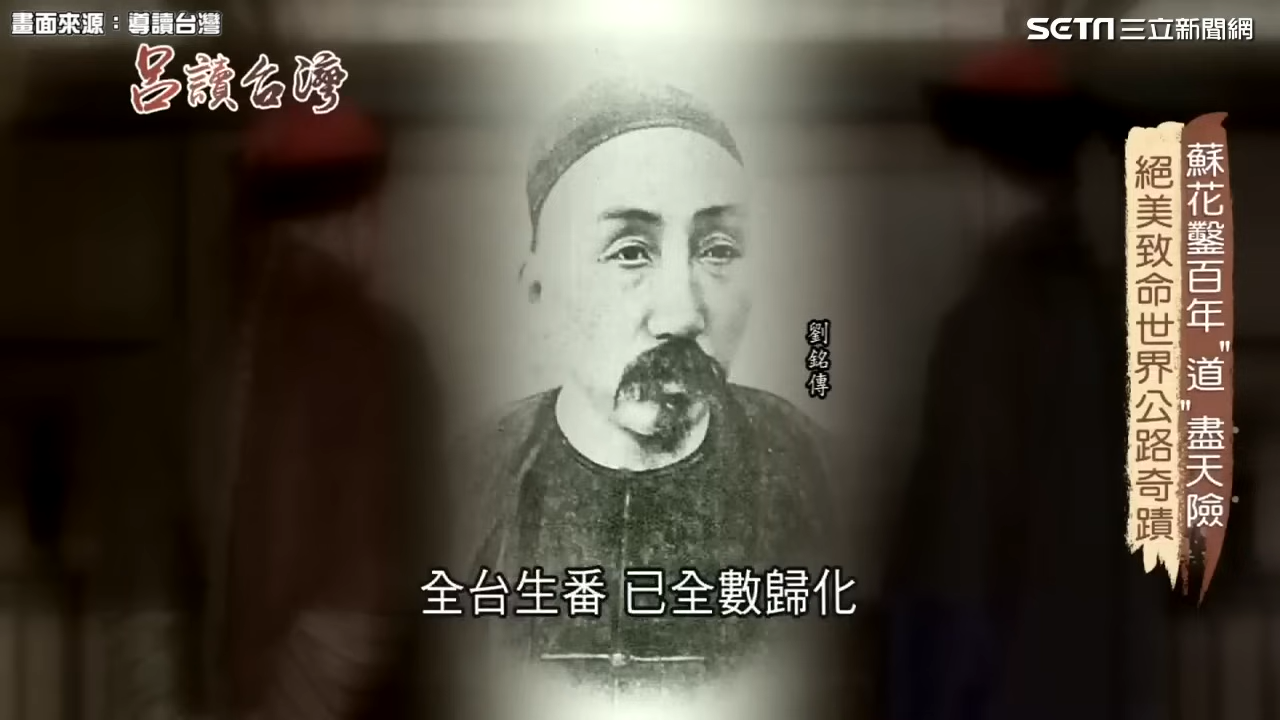 畫面來源：導讀台灣
SETN三立新聞網
呂讀台灣
蘇花鑿百年"道"盡天險
絕美致命世界公路奇蹟
劉銘傳
全台生番 已全數歸化